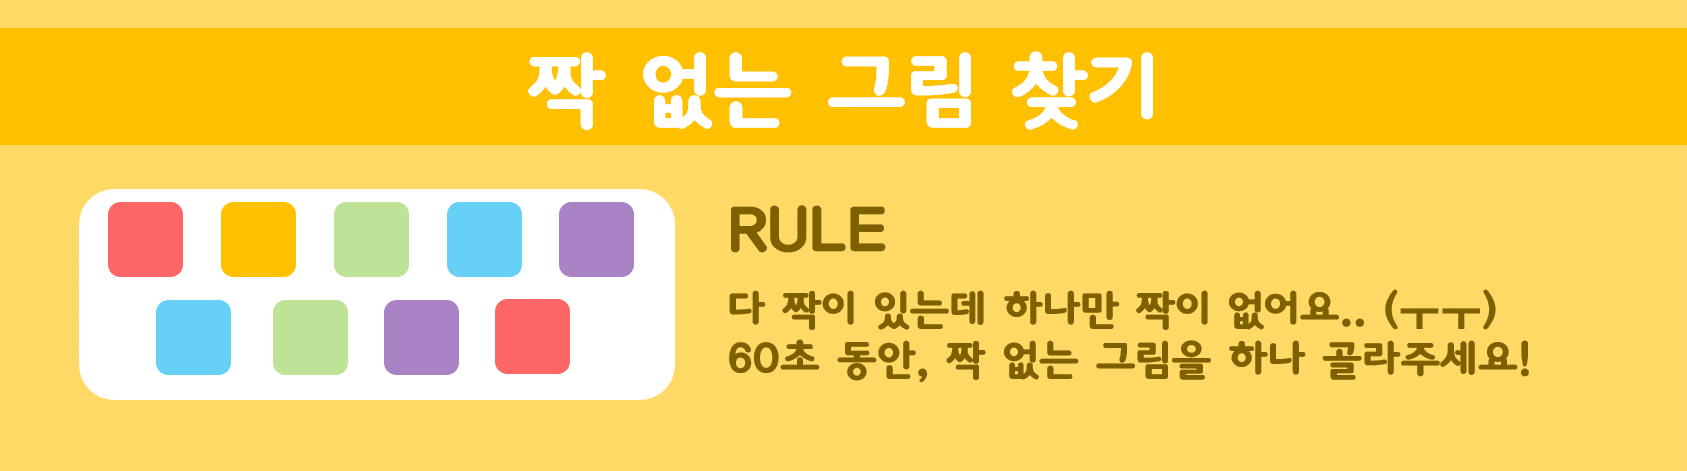 짝 없는 그림 찾기
RULE
다 짝이 있는데 하나만 짝이 없어요.. (ㅜㅜ)
60초 동안, 짝 없는 그림을 하나 골라주세요!